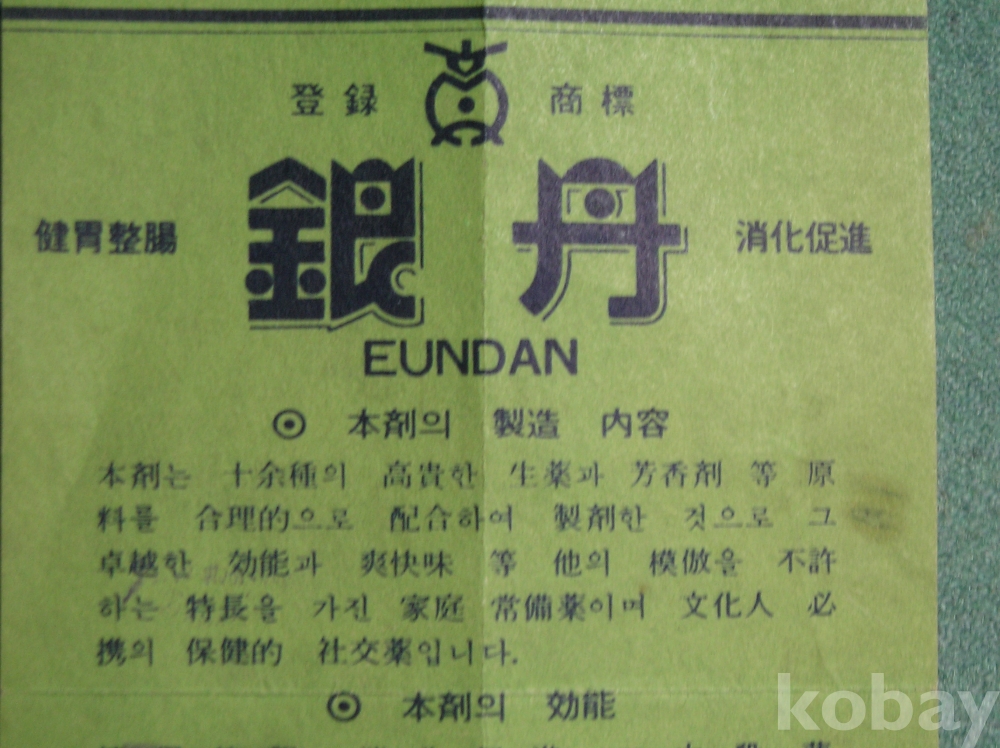 登録 商標
健胃整腸 銀丹 消化促進
EUNDAN
⊙ 本剤의 製造 內容
本剤는 十余種의 高貴한 生薬과 芳香剤 等 原
料를 合理的으로 配合하여 製剤한 것으로 그
卓越한 効能과 爽快味 等 他의 模倣을 不許
하는 特長을 가진 家庭 常備薬이며 文化人 必
携의 保健的 社交薬입니다.
⊙ 本剤의 効能
kobay